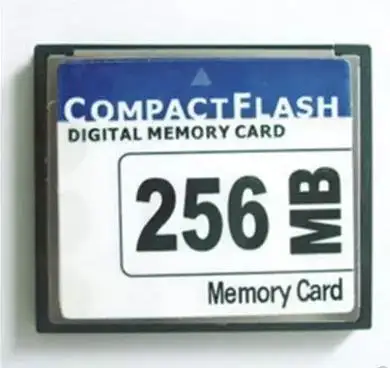 COMPACTFLASH
DIGITAL MEMORY CARD
256 MB
Memory Card